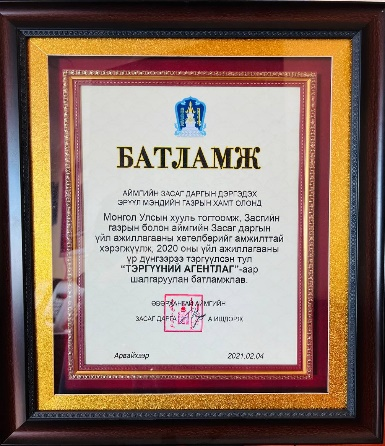 БАТЛАМЖ
АЙМГИЙН ЗАСАГ ДАРГЫН ДЭРГЭДЭХ
ЭРҮҮЛ МЭНДИЙН ГАЗРЫН ХАМТ ОЛОНД
Монгол Улсын хууль тогтоомж, Засгийн
газрын болон аймгийн Засаг даргын
үйл ажиллагааны хөтөлбөрийг амжилттай
хэрэгжүүлж, 2020 оны үйл ажиллагааны
үр дүнгээрээ тэргүүлсэн тул
“ТЭРГҮҮНИЙ АГЕНТЛАГ”-аар
шалгаруулан батламжлав.
ӨВӨРХАНГАЙ АЙМГИЙН
ЗАСАГ ДАРГА
Арвайхээр 2021.02.04